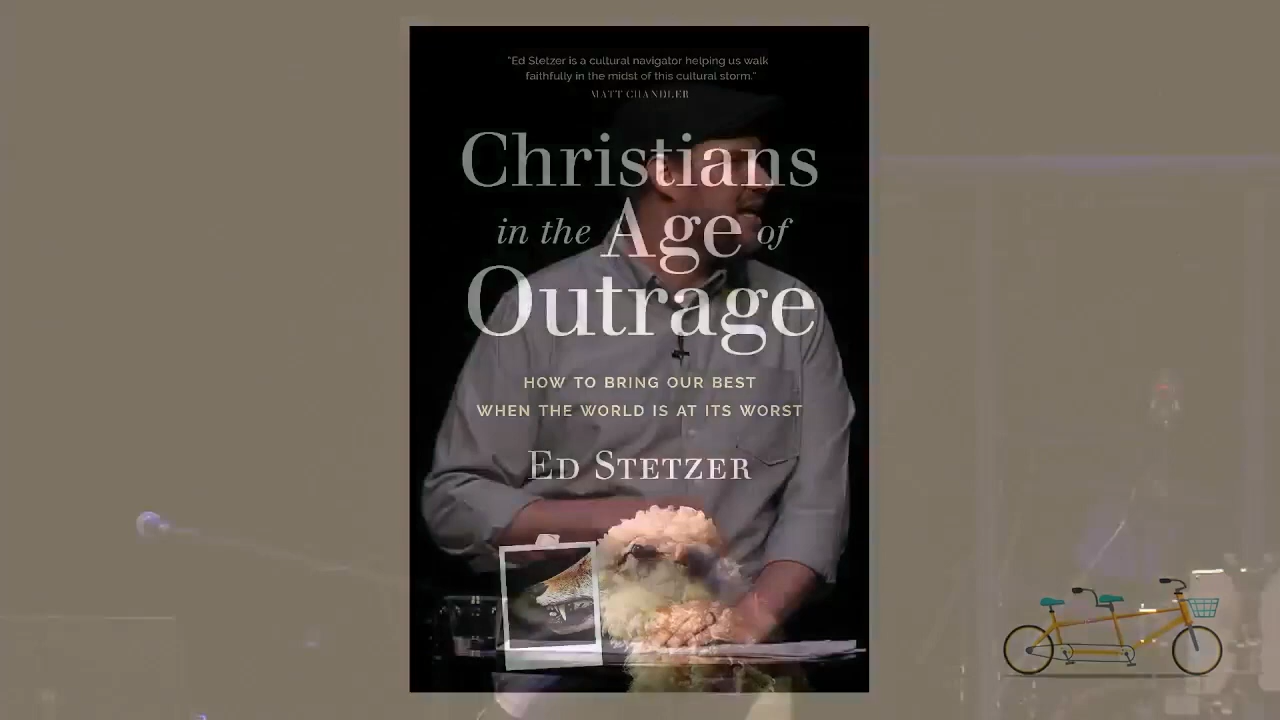 "Ed Stetzer is a cultural navigator helping us walk
faithfully in the midst of this cultural storm."
MATT CHANDLER
Christians
in the Age of
Outrage
HOW TO BRING OUR BEST
WHEN THE WORLD IS AT ITS WORST
ED STETZER